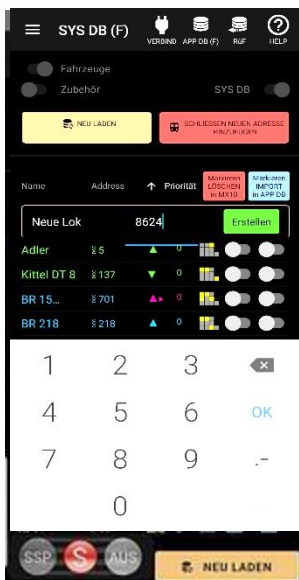 SYS DB (F)
VERBIND
APP DB (F)
RüF
HELP
Fahrzeuge
Zubehör
SYS DB
NEU LADEN
SCHLIESSEN NEUEN ADRESSE
HINZUFÜGEN
Name
Address
Priorität
Markieren
LÖSCHEN
in MX10
Markieren
IMPORT
in APP DB
Neue Lok
8624
Erstellen
Adler
5
0
Kittel DT 8
137
0
BR 15...
701
0
BR 218
218
0
1 2 3
4 5 6 OK
7 8 9 .-
0
SSP
S
AUS
NEU LADEN